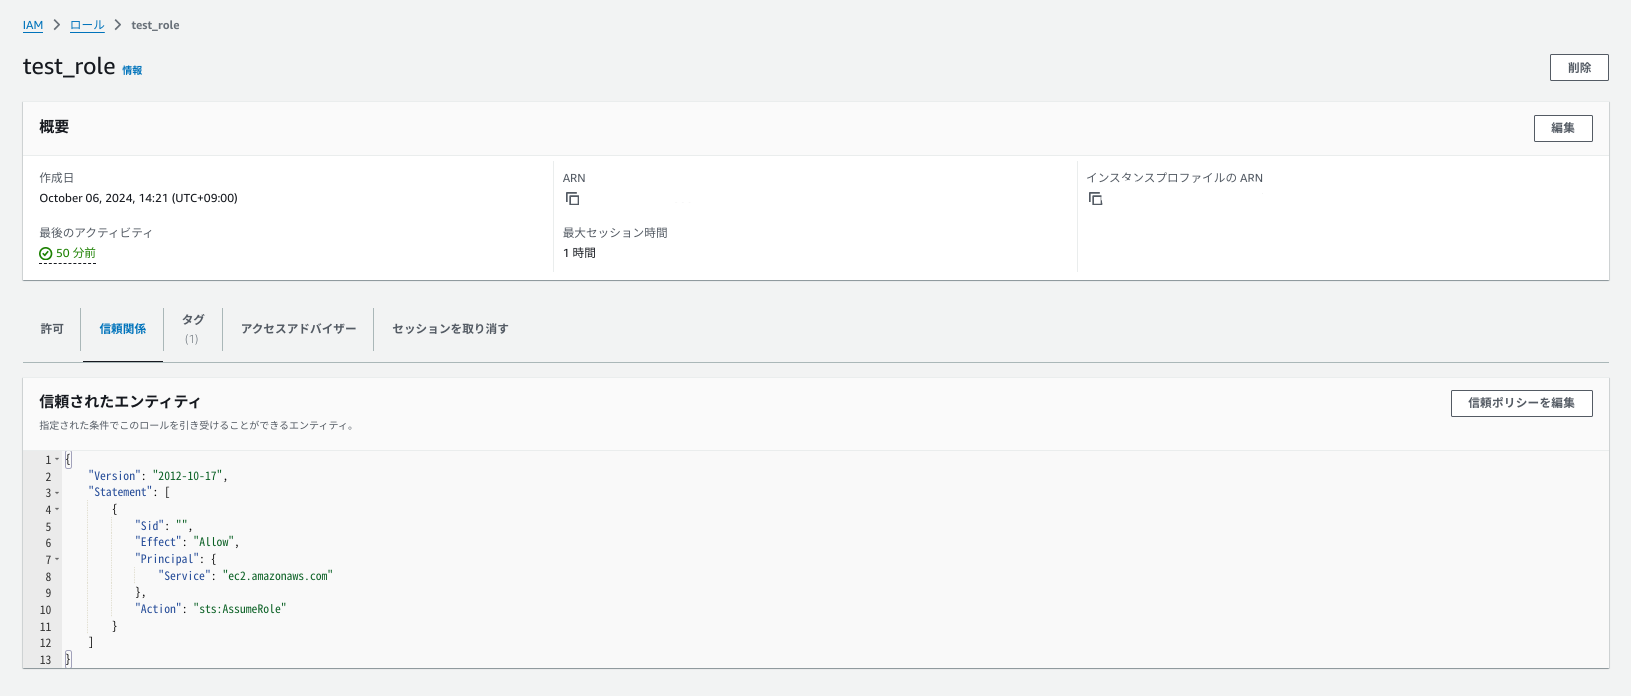 IAM > ロール > test_role
test_role 情報
削除
概要
編集
作成日
October 06, 2024, 14:21 (UTC+09:00)
ARN
インスタンスプロファイルの ARN
最後のアクティビティ
50 分前
最大セッション時間
1 時間
許可
信頼関係
タグ
(1)
アクセスアドバイザー
セッションを取り消す
信頼されたエンティティ
信頼ポリシーを編集
指定された条件でこのロールを引き受けることができるエンティティ。
1 {
2 "Version": "2012-10-17",
3 "Statement": [
4 {
5 "Sid": "",
6 "Effect": "Allow",
7 "Principal": {
8 "Service": "ec2.amazonaws.com"
9 },
10 "Action": "sts:AssumeRole"
11 }
12 ]
13 }